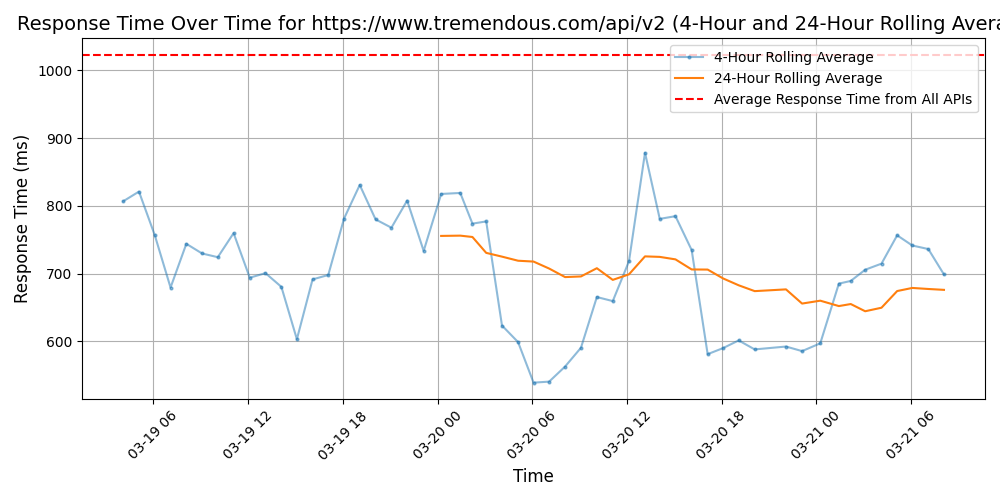 Response Time Over Time for https://www.tremendous.com/api/v2 (4-Hour and 24-Hour Rolling Avera
4-Hour Rolling Average
24-Hour Rolling Average
Average Response Time from All APIs
Response Time (ms)
1000
900
800
700
600
03-19 06
03-19 12
03-19 18
03-20 00
03-20 06
03-20 12
03-20 18
03-21 00
03-21 06
Time